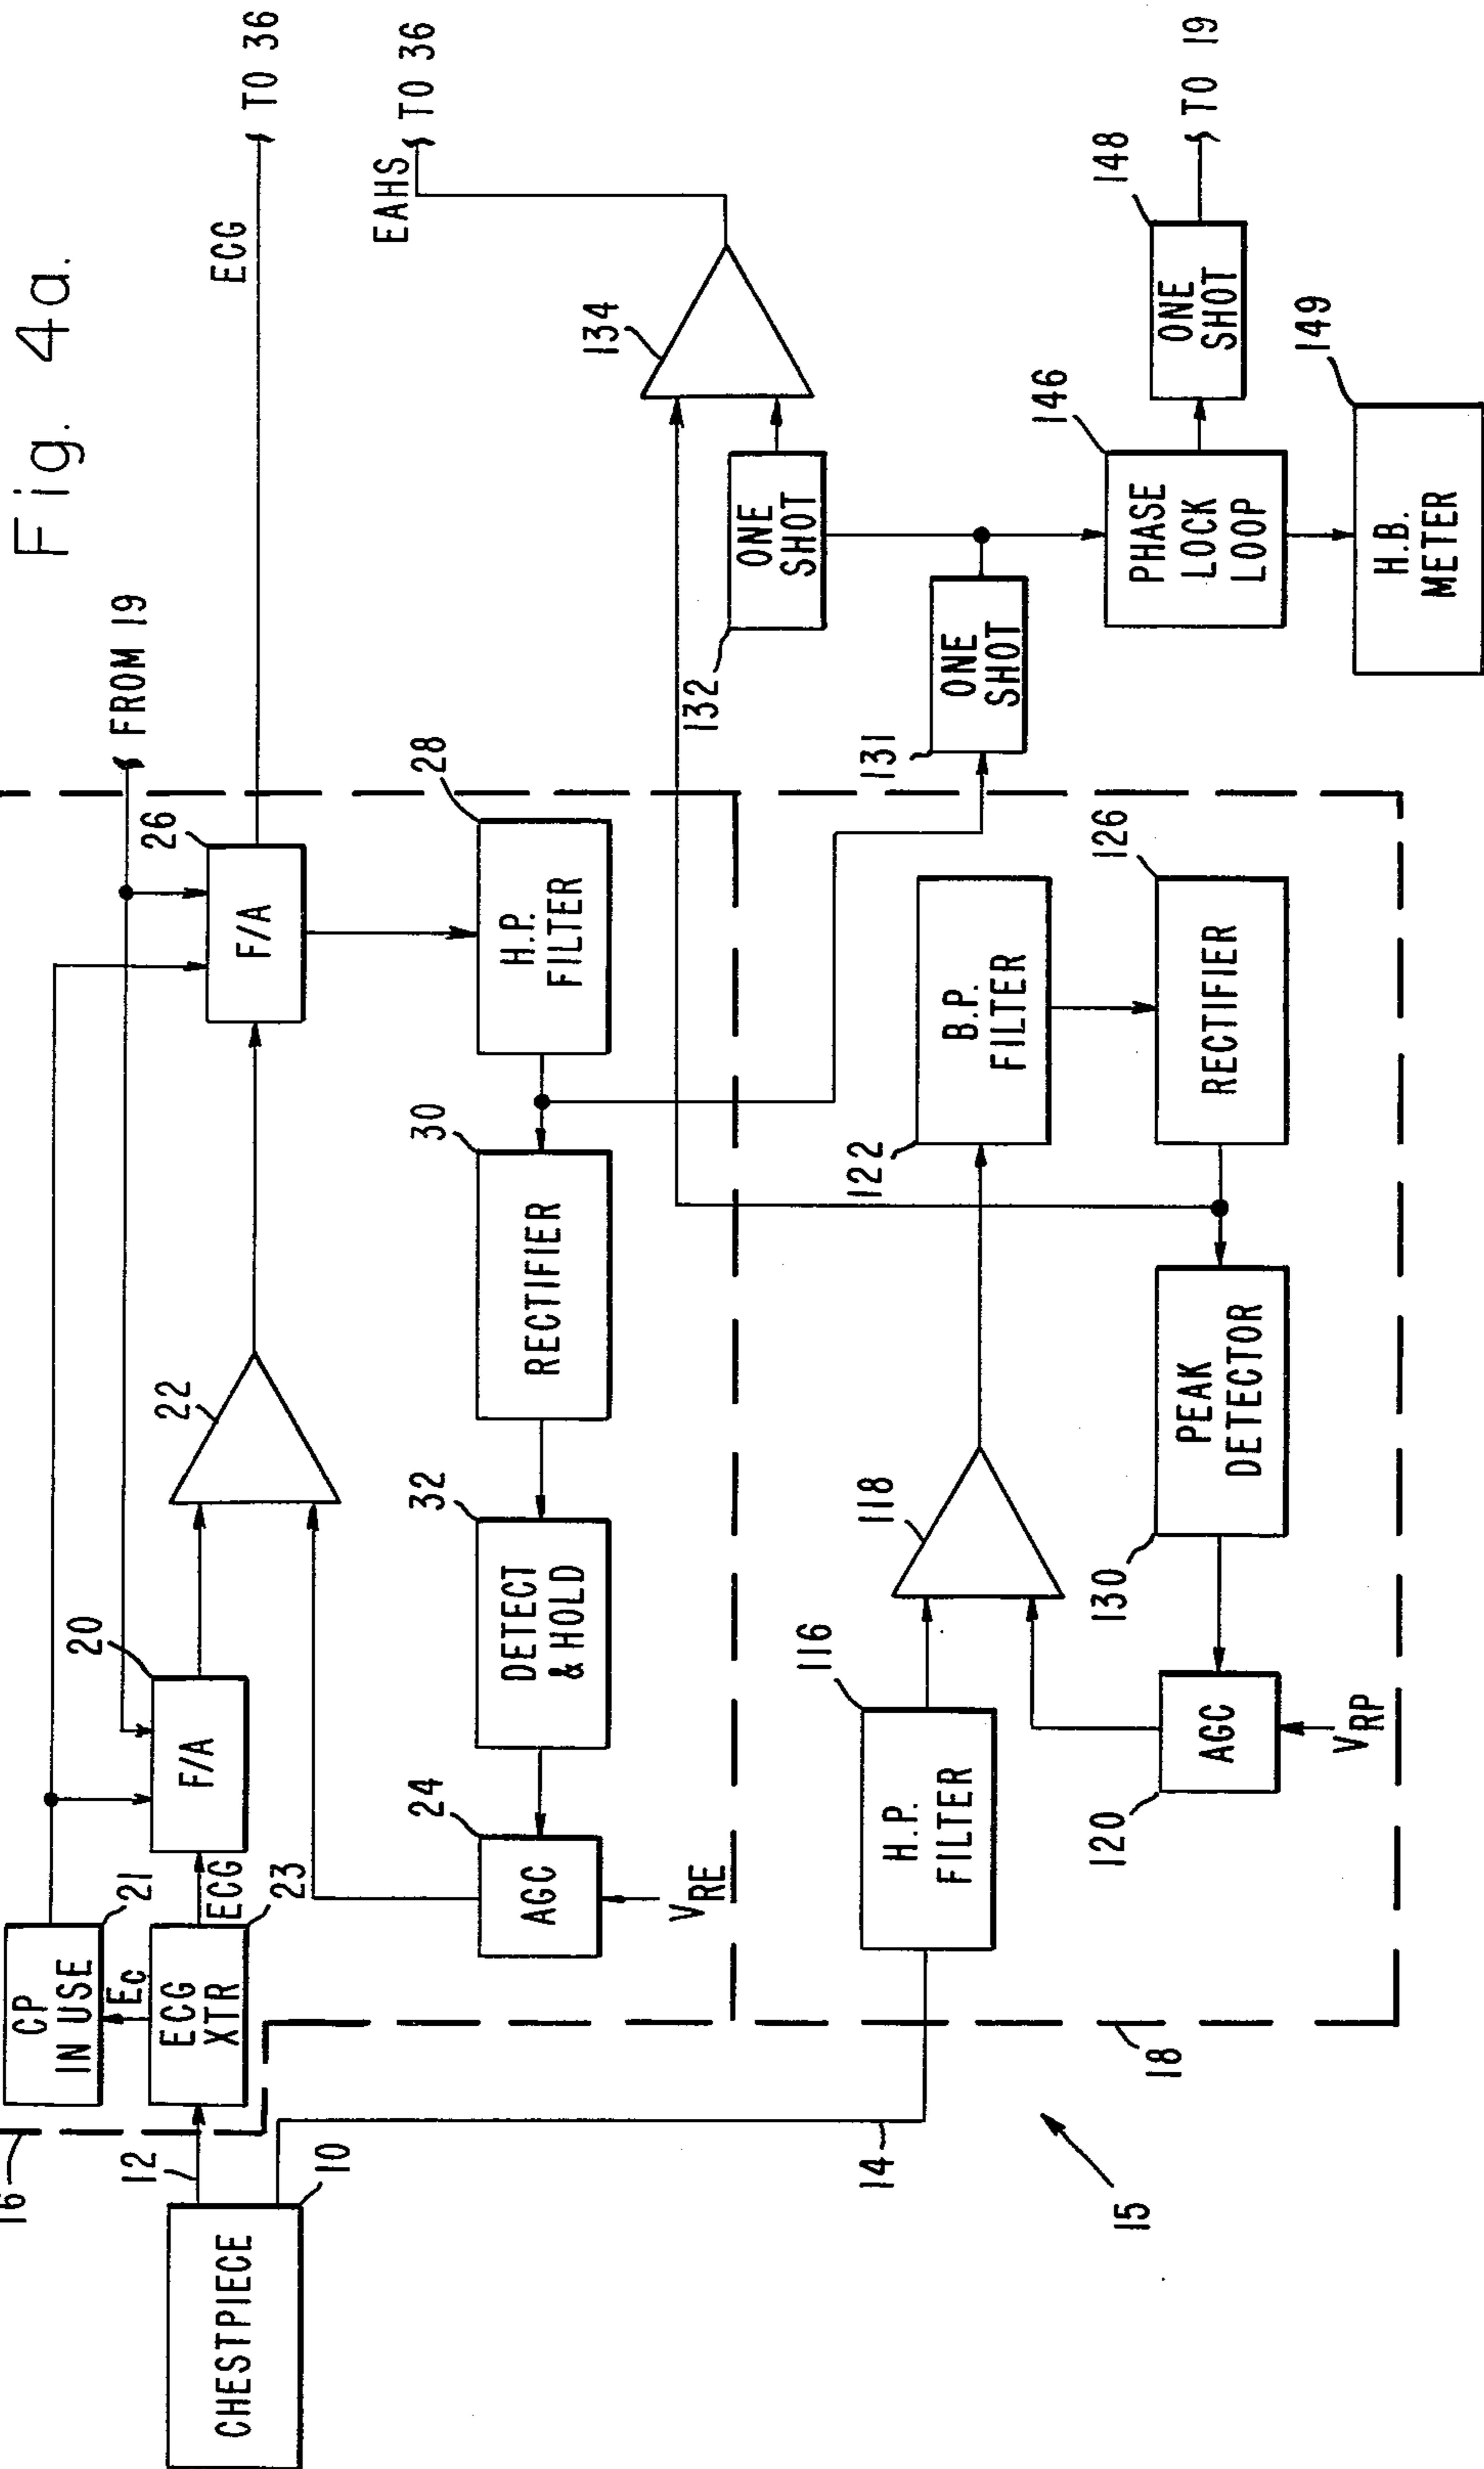 Fig. 4a.
16
CP
IN USE
21
Ec
ECG
XTR
23
ECG
12
CHESTPIECE
10
20
F/A
22
26
F/A
FROM 19
ECG
TO 36
24
AGC
VRE
32
DETECT
& HOLD
30
RECTIFIER
28
H.P.
FILTER
EAHS
TO 36
134
132
ONE
SHOT
131
ONE
SHOT
146
PHASE
LOCK
LOOP
148
ONE
SHOT
TO 19
149
H.B.
METER
14
116
H.P.
FILTER
118
122
B.P.
FILTER
126
RECTIFIER
130
PEAK
DETECTOR
120
AGC
VRP
18
15